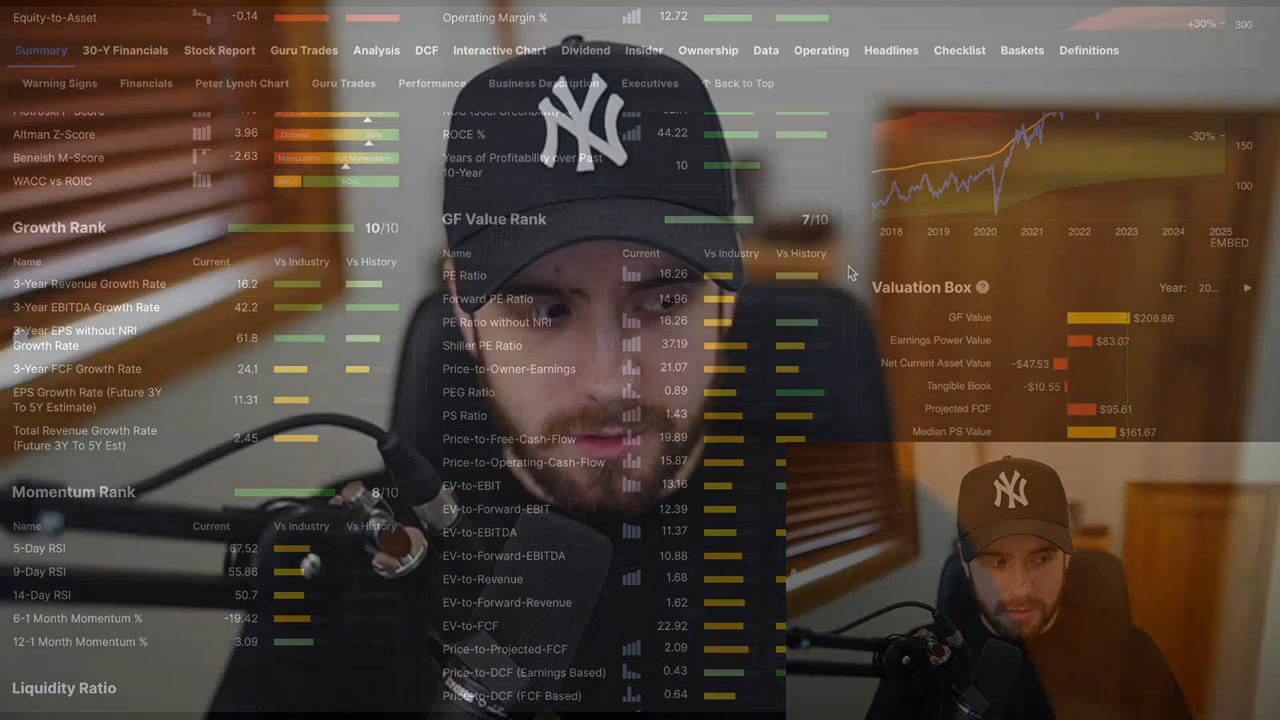 Equity-to-Asset -0.14
Operating Margin % 12.72
+30% 300
Summary 30-Y Financials Stock Report Guru Trades Analysis DCF Interactive Chart Dividend Insider Ownership Data Operating Headlines Checklist Baskets Definitions
Warning Signs Financials Peter Lynch Chart Guru Trades Performance Business Description Executives ↑ Back to Top
Altman Z-Score 3.96 Distress Grey Safe
Beneish M-Score -2.63 Manipulator Not Manipulator
WACC vs ROIC WACC ROIC
Growth Rank 10/10
Name Current Vs Industry Vs History
3-Year Revenue Growth Rate 16.2
3-Year EBITDA Growth Rate 42.2
3-Year EPS without NRI
Growth Rate 61.8
3-Year FCF Growth Rate 24.1
EPS Growth Rate (Future 3Y
To 5Y Estimate) 11.31
Total Revenue Growth Rate
(Future 3Y To 5Y Est) 2.45
Momentum Rank 8/10
Name Current Vs Industry Vs History
5-Day RSI 67.52
9-Day RSI 55.86
14-Day RSI 50.7
6-1 Month Momentum % -19.42
12-1 Month Momentum % 3.09
Liquidity Ratio
ROCE % 44.22
Years of Profitability over Past
10-Year 10
GF Value Rank 7/10
Name Current Vs Industry Vs History
PE Ratio 16.26
Forward PE Ratio 14.96
PE Ratio without NRI 16.26
Shiller PE Ratio 37.19
Price-to-Owner-Earnings 21.07
PEG Ratio 0.89
PS Ratio 1.43
Price-to-Free-Cash-Flow 19.89
Price-to-Operating-Cash-Flow 15.87
EV-to-EBIT 13.16
EV-to-Forward-EBIT 12.39
EV-to-EBITDA 11.37
EV-to-Forward-EBITDA 10.88
EV-to-Revenue 1.68
EV-to-Forward-Revenue 1.62
EV-to-FCF 22.92
Price-to-Projected-FCF 2.09
Price-to-DCF (Earnings Based) 0.43
Price-to-DCF (FCF Based) 0.64
-30% 150
100
2018 2019 2020 2021 2022 2023 2024 2025
EMBED
Valuation Box ? Year: 20...
GF Value $208.86
Earnings Power Value $83.07
Net Current Asset Value -$47.53
Tangible Book -$10.55
Projected FCF $95.61
Median PS Value $161.67
NY
NY